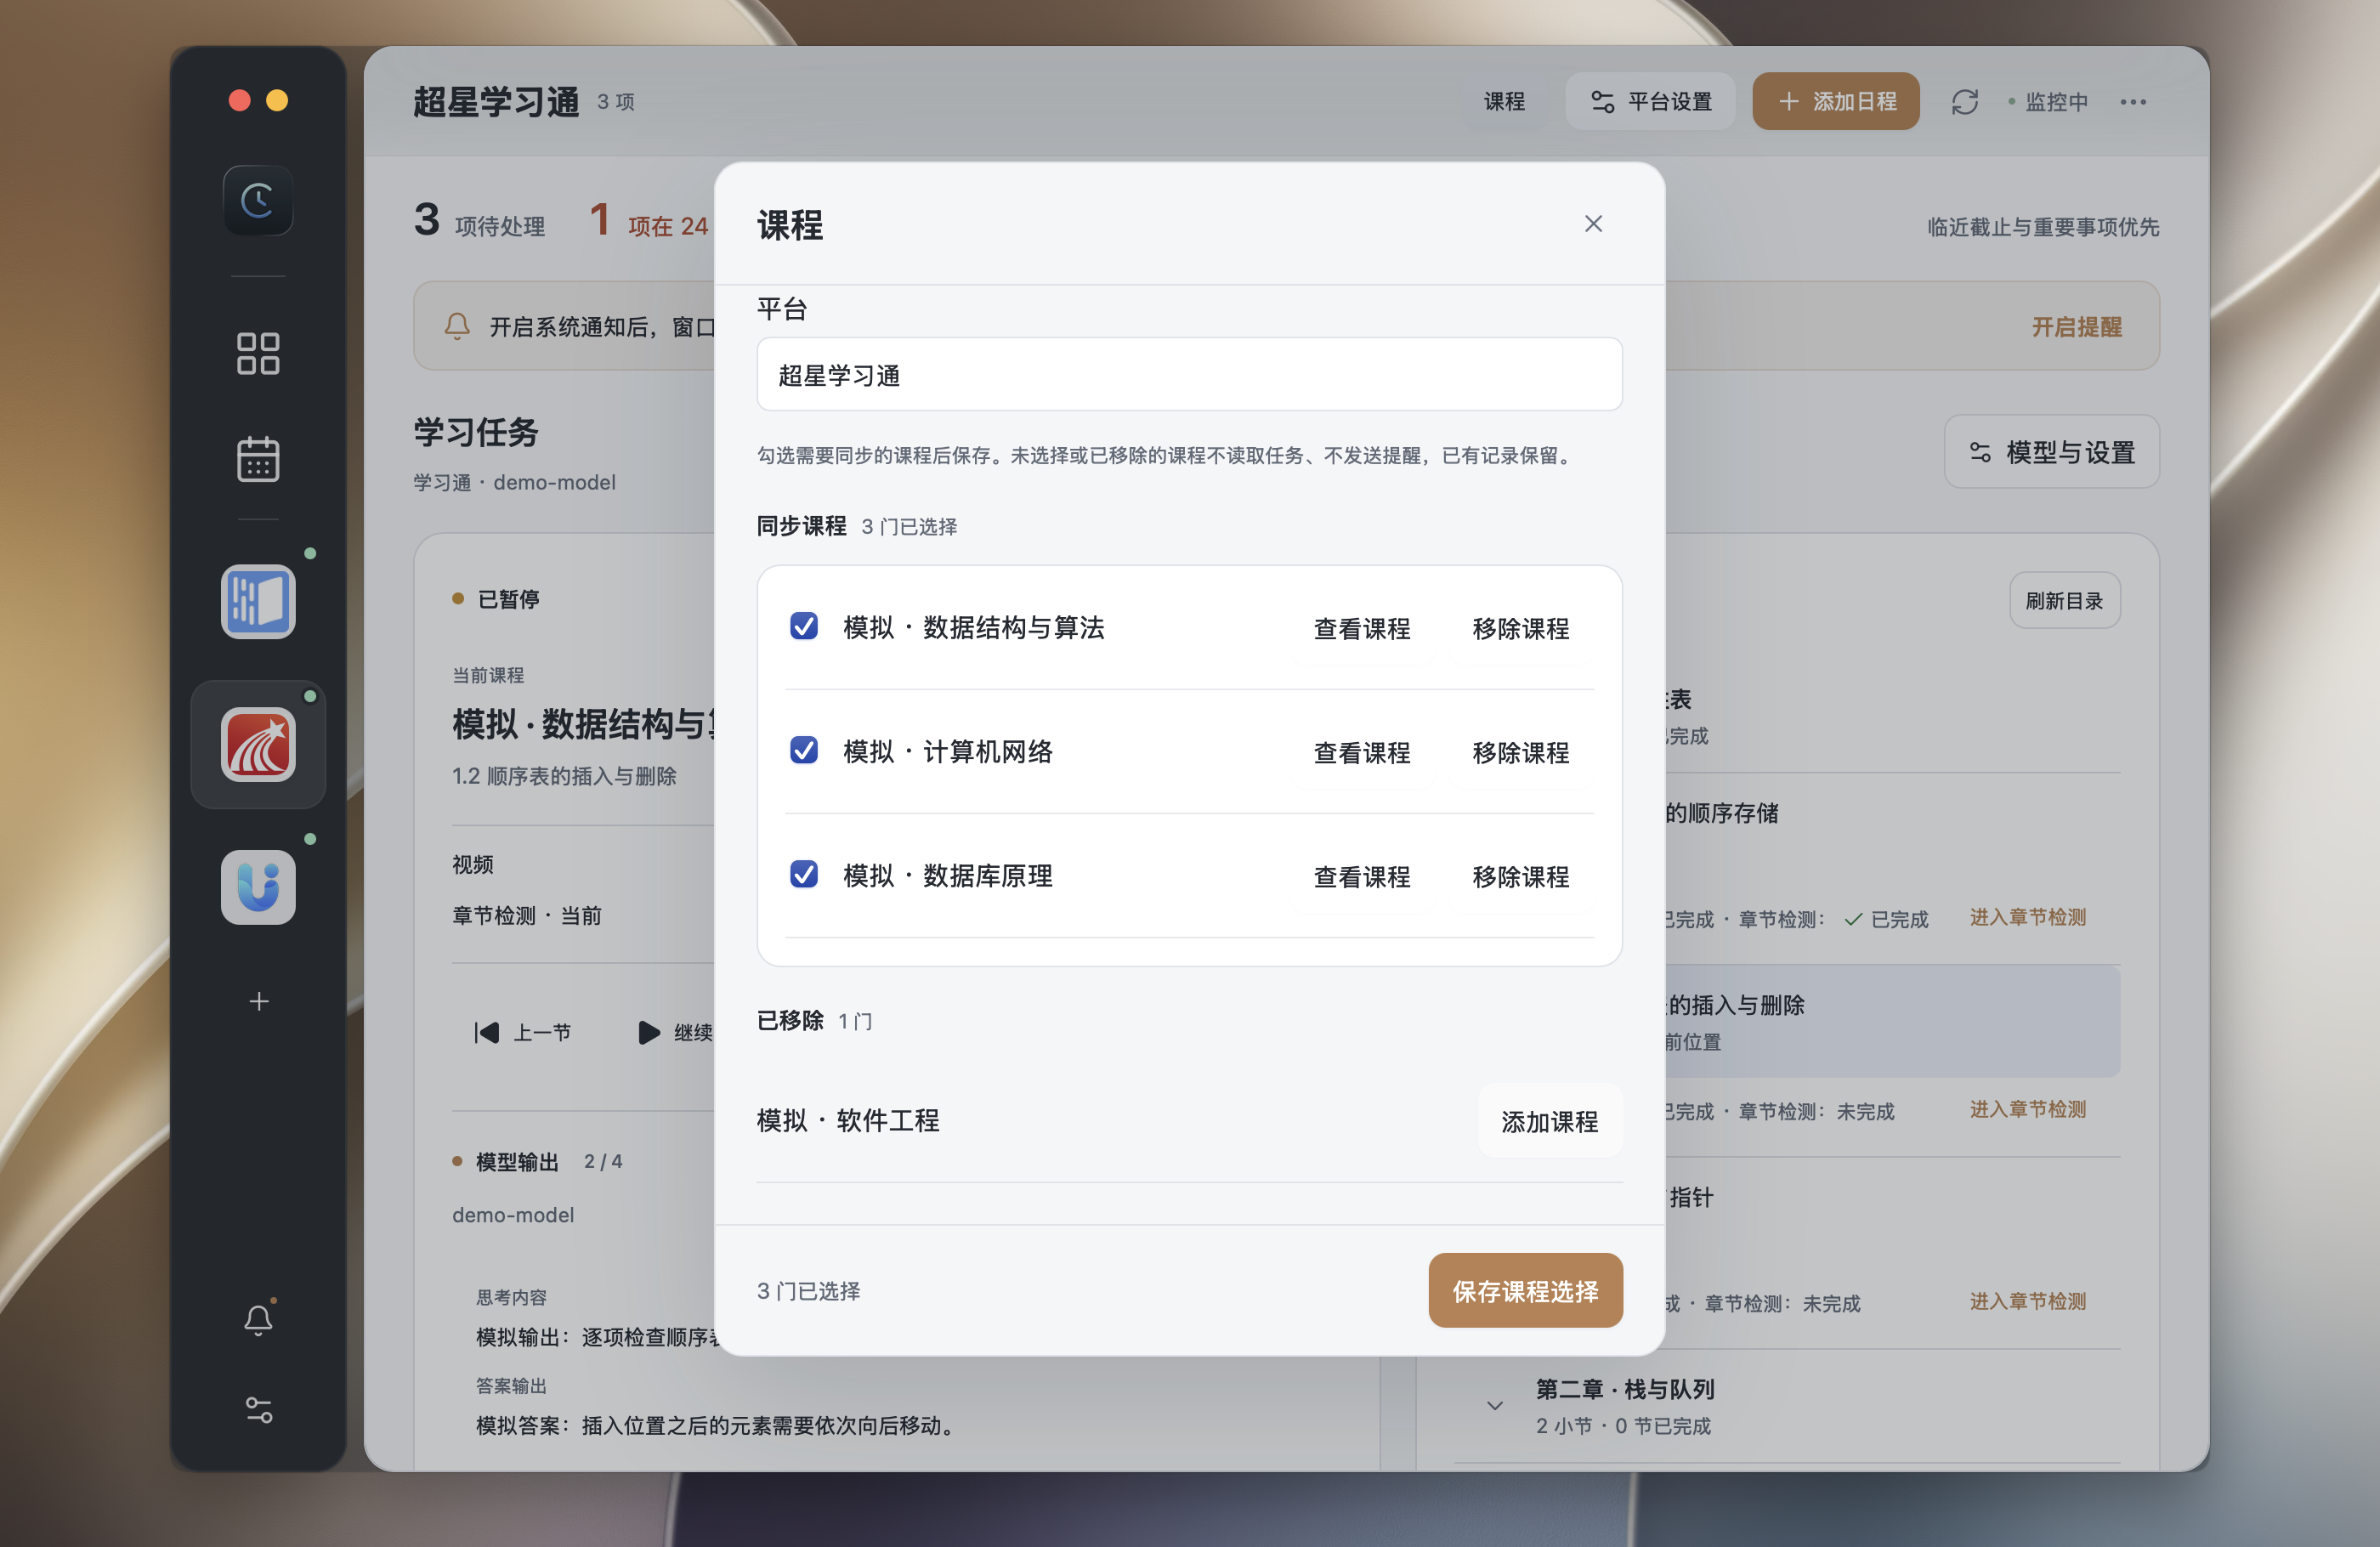 超星学习通 3 项
课程
平台设置
添加日程
监控中
3 项待处理 1 项在 24
临近截止与重要事项优先
开启系统通知后，窗口
开启提醒
学习任务
学习通 · demo-model
模型与设置
已暂停
当前课程
模拟 · 数据结构与
1.2 顺序表的插入与删除
视频
章节检测 · 当前
上一节
继续
模型输出 2 / 4
demo-model
思考内容
模拟输出：逐项检查顺序
答案输出
模拟答案：插入位置之后的元素需要依次向后移动。
课程
平台
超星学习通
勾选需要同步的课程后保存。未选择或已移除的课程不读取任务、不发送提醒，已有记录保留。
同步课程 3 门已选择
模拟 · 数据结构与算法 查看课程 移除课程
模拟 · 计算机网络 查看课程 移除课程
模拟 · 数据库原理 查看课程 移除课程
已移除 1 门
模拟 · 软件工程 添加课程
3 门已选择 保存课程选择
刷新目录
表
完成
的顺序存储
已完成 · 章节检测： 已完成 进入章节检测
的插入与删除
前位置
已完成 · 章节检测：未完成 进入章节检测
指针
成 · 章节检测：未完成 进入章节检测
第二章 · 栈与队列
2 小节 · 0 节已完成